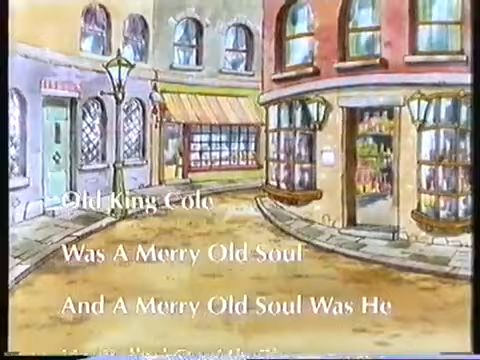 Old King Cole
Was A Merry Old Soul
And A Merry Old Soul Was He